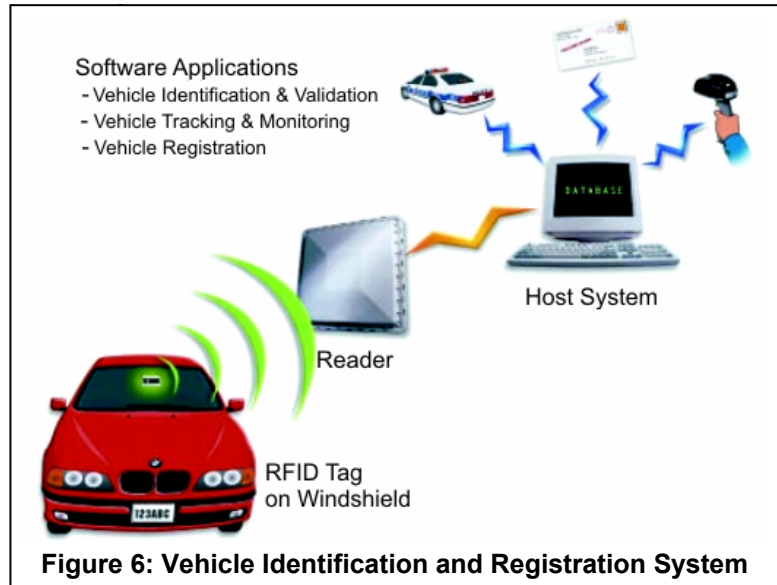 Software Applications
- Vehicle Identification & Validation
- Vehicle Tracking & Monitoring
- Vehicle Registration
DATABASE
Host System
Reader
RFID Tag
on Windshield
123ABC
Figure 6: Vehicle Identification and Registration System